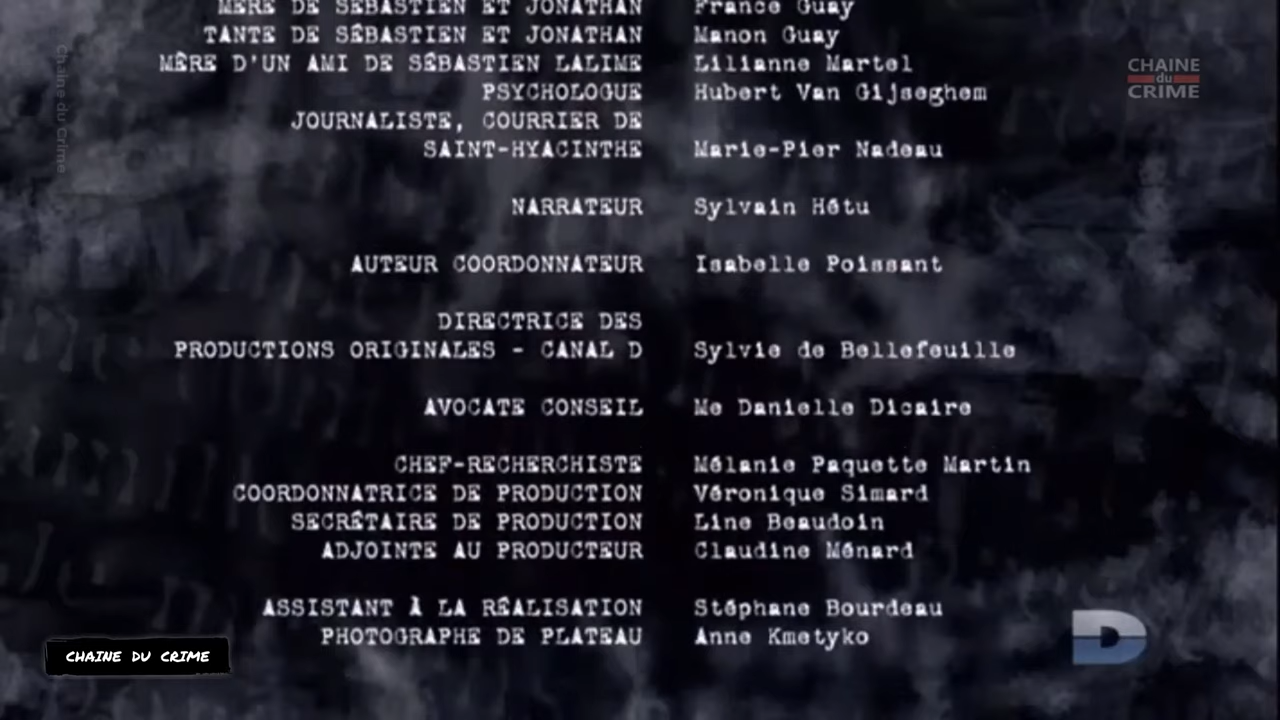 MÈRE DE SÉBASTIEN ET JONATHAN France Guay
TANTE DE SÉBASTIEN ET JONATHAN Manon Guay
MÈRE D'UN AMI DE SÉBASTIEN LALIME Lilianne Martel
PSYCHOLOGUE Hubert Van Gijseghem
JOURNALISTE, COURRIER DE
SAINT-HYACINTHE Marie-Pier Nadeau
NARRATEUR Sylvain Hétu
AUTEUR COORDONNATEUR Isabelle Poissant
DIRECTRICE DES
PRODUCTIONS ORIGINALES - CANAL D Sylvie de Bellefeuille
AVOCATE CONSEIL Me Danielle Dicaire
CHEF-RECHERCHISTE Mélanie Paquette Martin
COORDONNATRICE DE PRODUCTION Véronique Simard
SECRÉTAIRE DE PRODUCTION Line Beaudoin
ADJOINTE AU PRODUCTEUR Claudine Ménard
ASSISTANT À LA RÉALISATION Stéphane Bourdeau
PHOTOGRAPHE DE PLATEAU Anne Kmetyko
CHAINE
du
CRIME
Chaine du Crime
CHAINE DU CRIME
D